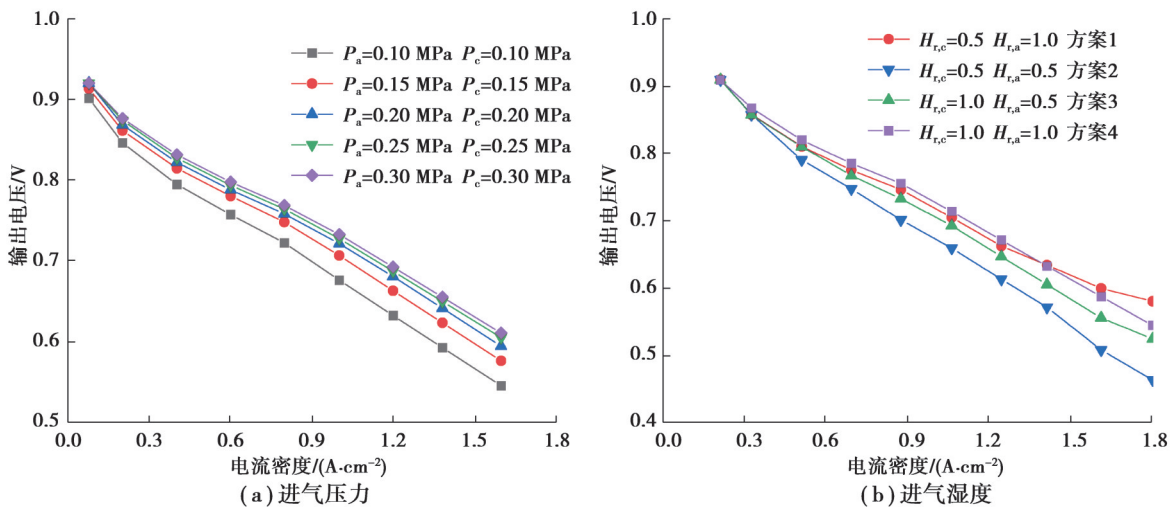 1.0
0.9
0.8
0.7
0.6
0.5
0.0 0.3 0.6 0.9 1.2 1.5 1.8
输出电压/V
电流密度/(A·cm⁻²)
Pa=0.10 MPa Pc=0.10 MPa
Pa=0.15 MPa Pc=0.15 MPa
Pa=0.20 MPa Pc=0.20 MPa
Pa=0.25 MPa Pc=0.25 MPa
Pa=0.30 MPa Pc=0.30 MPa
(a)进气压力
1.0
0.9
0.8
0.7
0.6
0.5
0.4
0.0 0.3 0.6 0.9 1.2 1.5 1.8
输出电压/V
电流密度/(A·cm⁻²)
Hr,c=0.5 Hr,a=1.0 方案1
Hr,c=0.5 Hr,a=0.5 方案2
Hr,c=1.0 Hr,a=0.5 方案3
Hr,c=1.0 Hr,a=1.0 方案4
(b)进气湿度